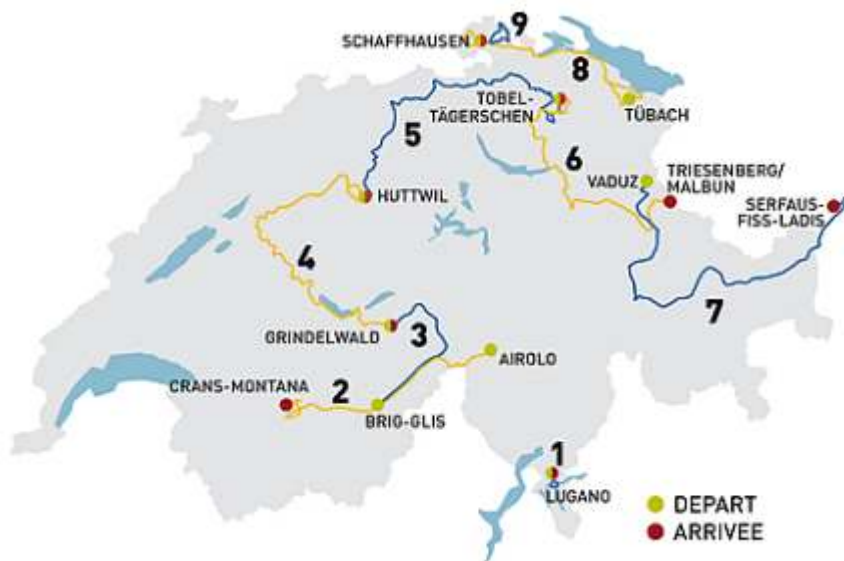 9
SCHAFFHAUSEN
8
TOBEL-
TÄGERSCHEN
TÜBACH
5
6
VADUZ
TRIESENBERG/
MALBUN
HUTTWIL
SERFAUS-
FISS-LADIS
4
7
GRINDELWALD
3
AIROLO
CRANS-MONTANA
2
BRIG-GLIS
1
LUGANO
DEPART
ARRIVEE